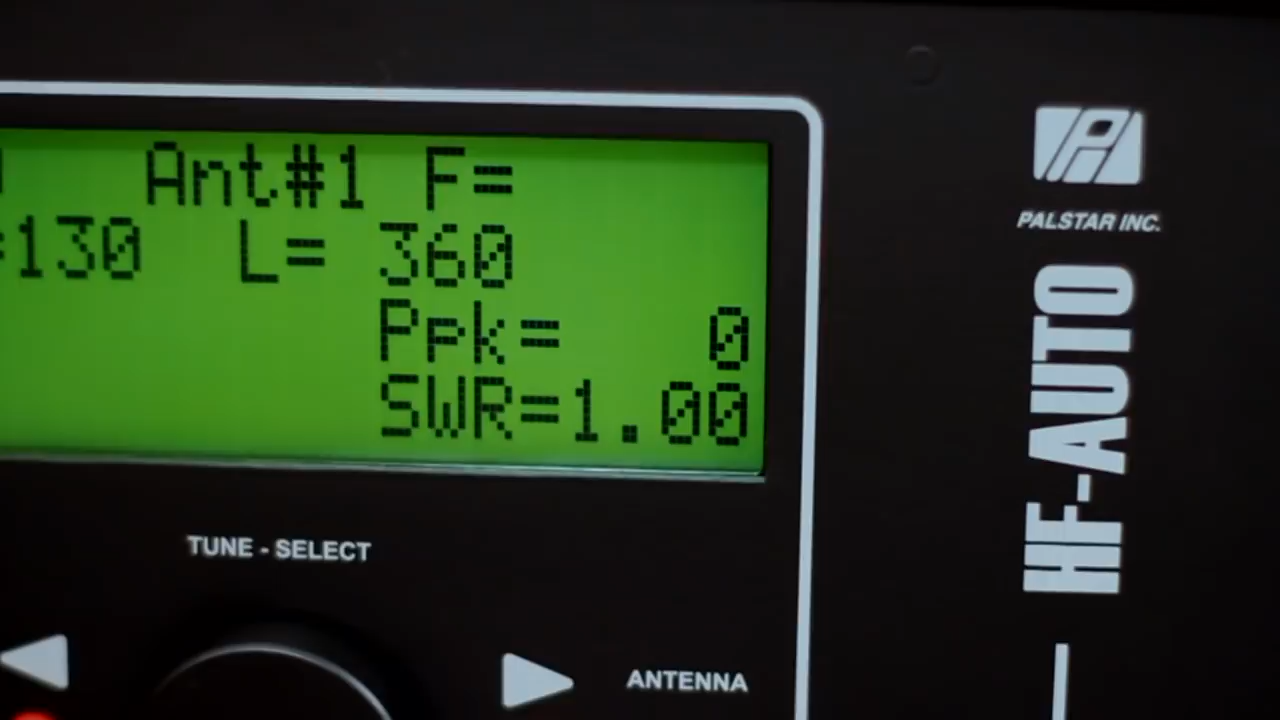 Ant#1 F=
=130 L= 360
Ppk= 0
SWR=1.00
TUNE - SELECT
ANTENNA
PALSTAR INC.
HF-AUTO